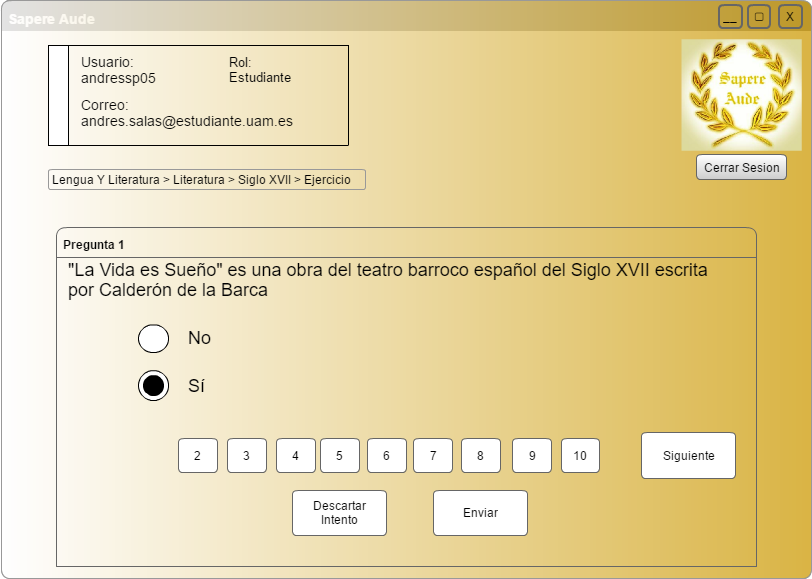 Sapere Aude
__ ▢ X
Usuario:
andressp05
Rol:
Estudiante
Correo:
andres.salas@estudiante.uam.es
Sapere
Aude
Cerrar Sesion
Lengua Y Literatura > Literatura > Siglo XVII > Ejercicio
Pregunta 1
"La Vida es Sueño" es una obra del teatro barroco español del Siglo XVII escrita
por Calderón de la Barca
No
Sí
2 3 4 5 6 7 8 9 10 Siguiente
Descartar
Intento
Enviar